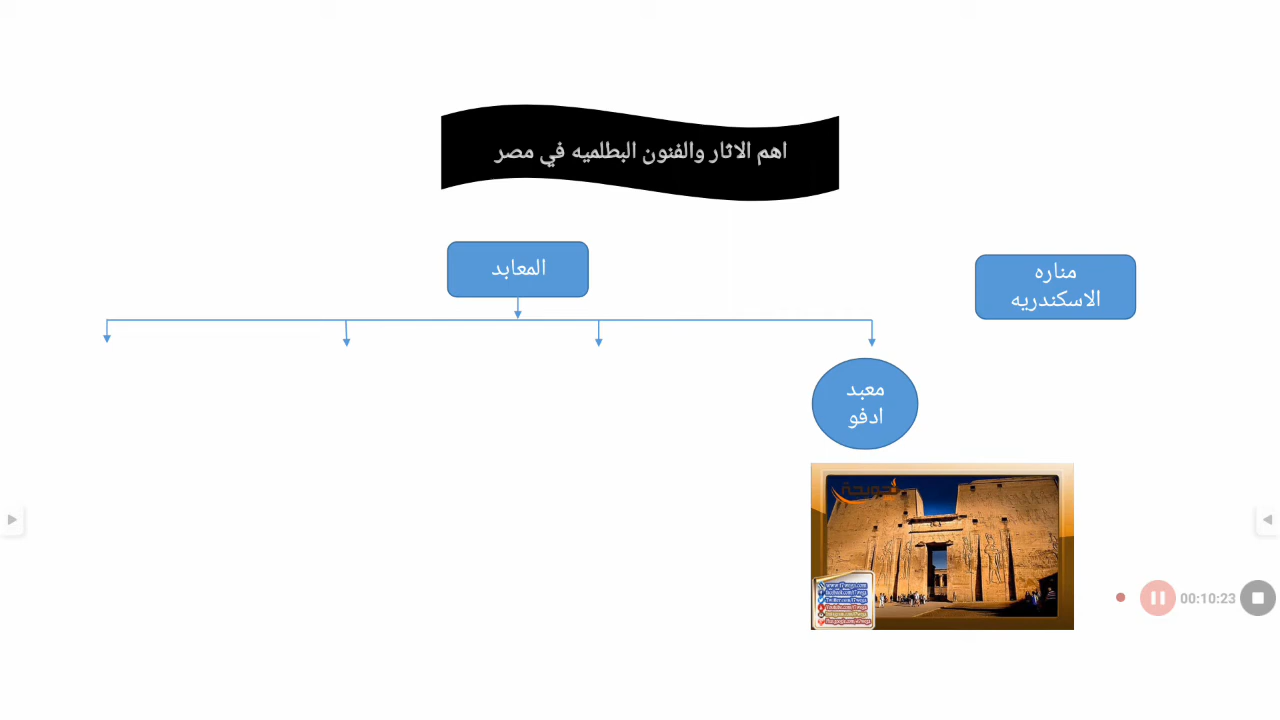 اهم الاثار والفنون البطلميه في مصر
المعابد
مناره
الاسكندريه
معبد
ادفو
00:10:23